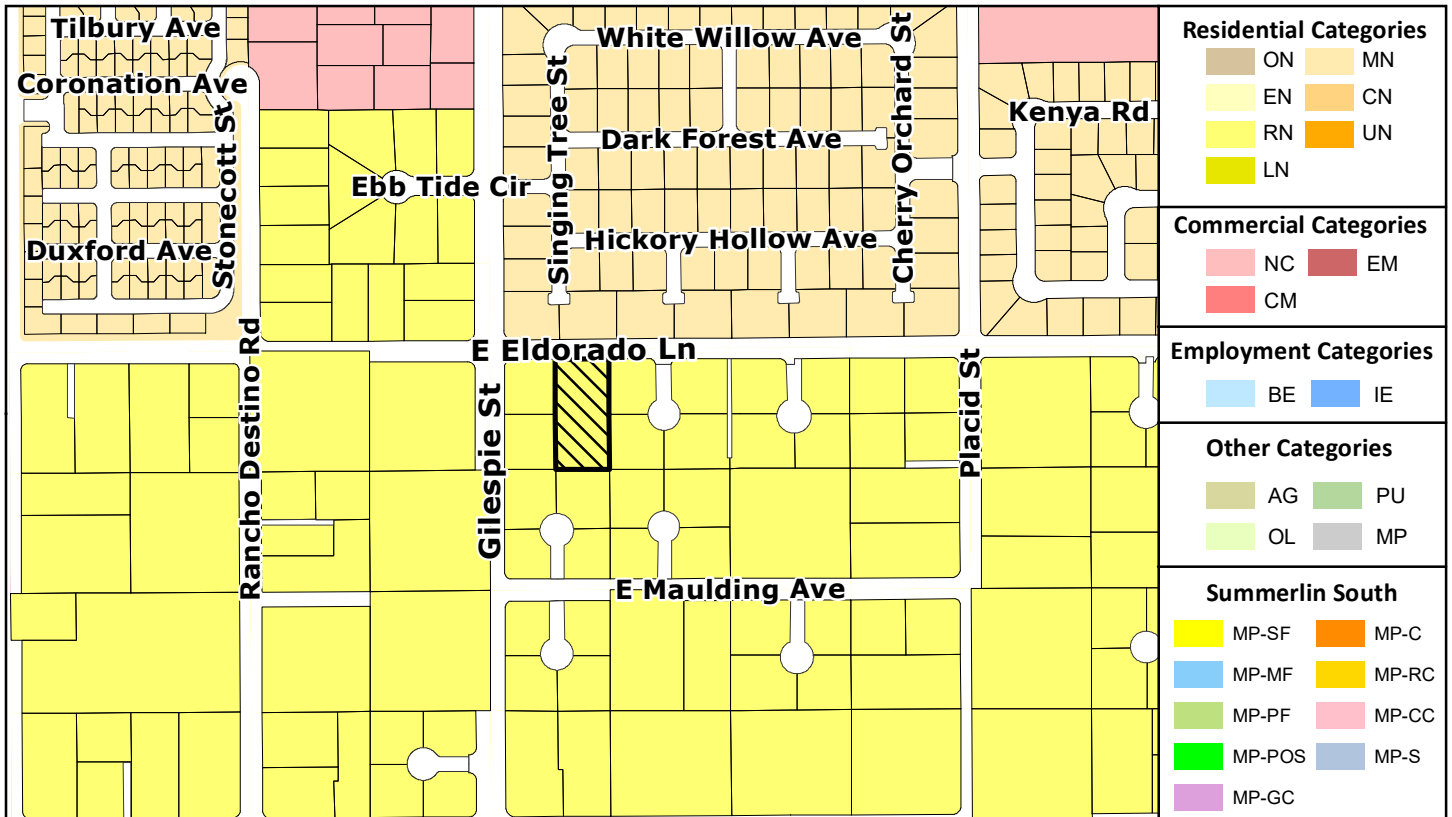 Tilbury Ave
Coronation Ave
Stonecott St
Duxford Ave
Ebb Tide Cir
Singing Tree St
White Willow Ave
Dark Forest Ave
Hickory Hollow Ave
Cherry Orchard St
Kenya Rd
E Eldorado Ln
Rancho Destino Rd
Gilespie St
Placid St
E Maulding Ave
Residential Categories
ON MN
EN CN
RN UN
LN
Commercial Categories
NC EM
CM
Employment Categories
BE IE
Other Categories
AG PU
OL MP
Summerlin South
MP-SF MP-C
MP-MF MP-RC
MP-PF MP-CC
MP-POS MP-S
MP-GC